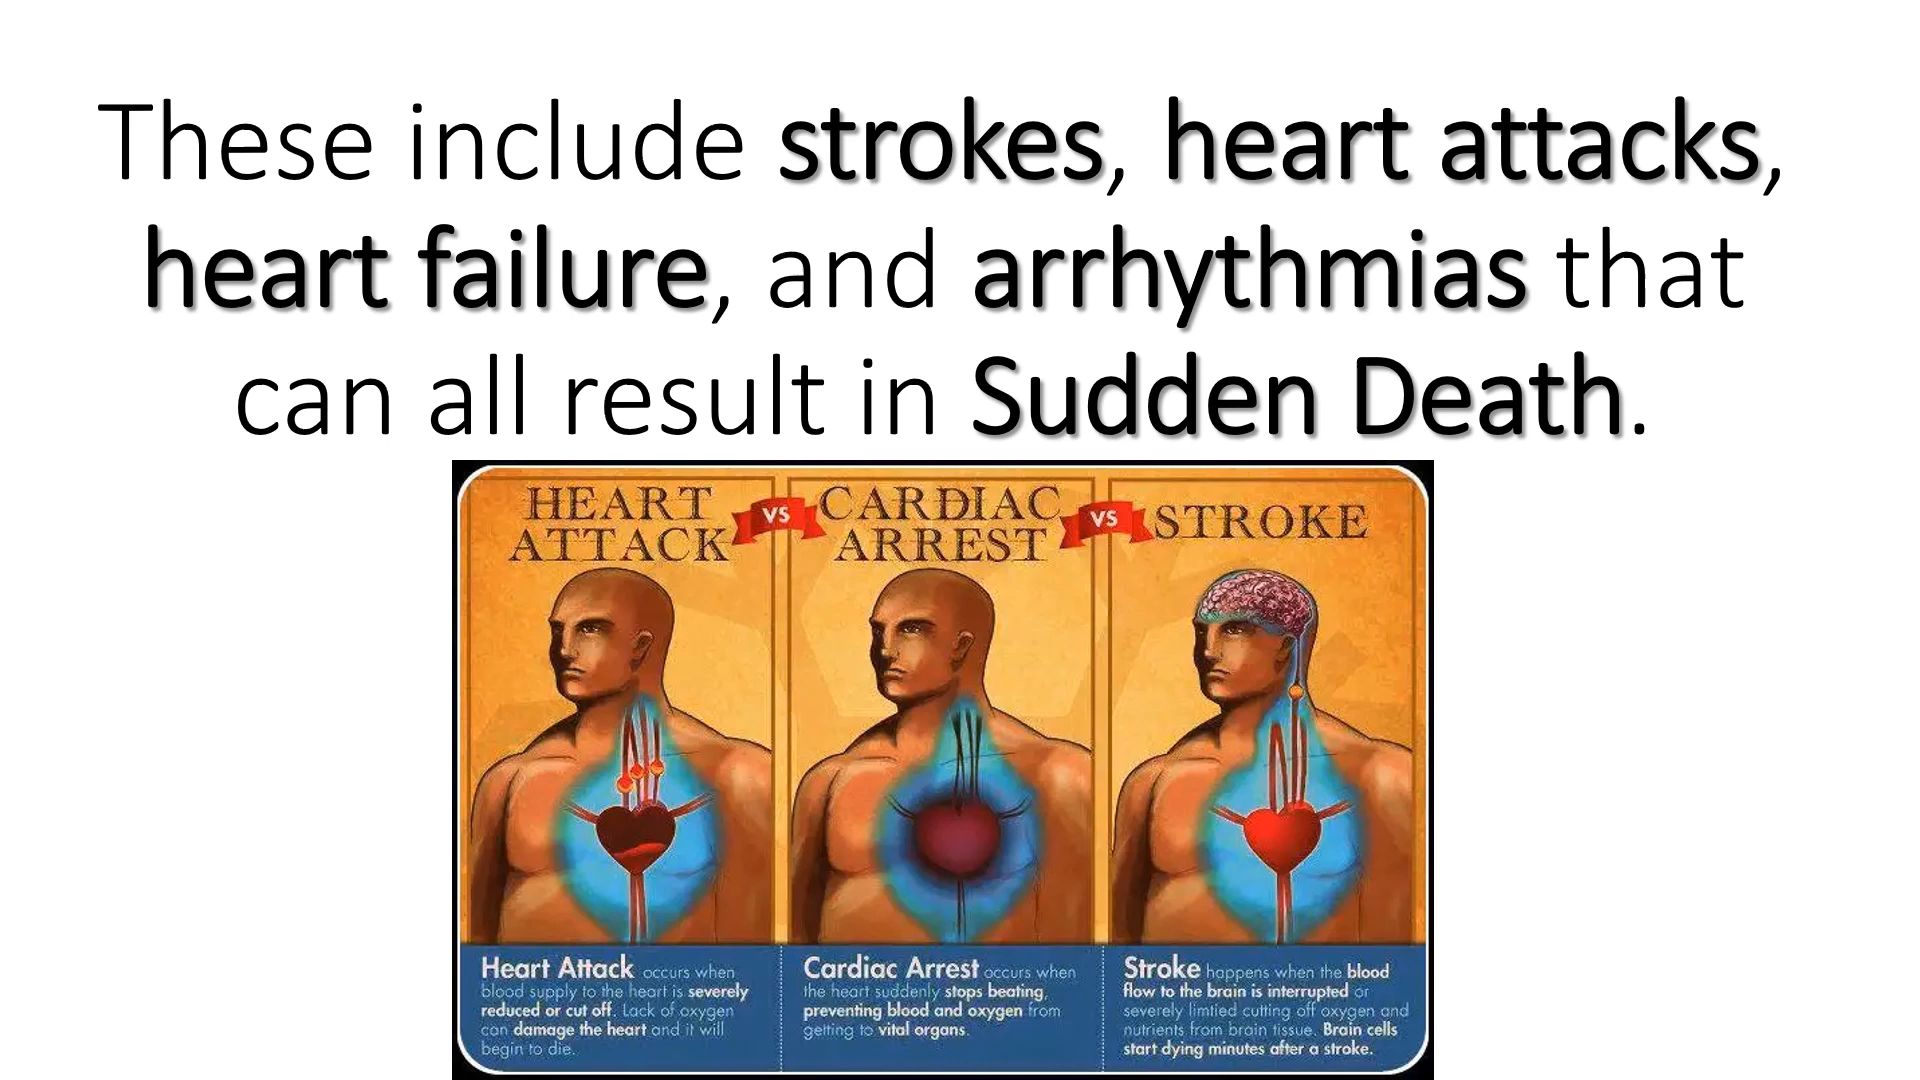 These include strokes, heart attacks,
heart failure, and arrhythmias that
can all result in Sudden Death.
HEART
ATTACK
VS
CARDIAC
ARREST
VS
STROKE
Heart Attack occurs when
blood supply to the heart is severely
reduced or cut off. Lack of oxygen
can damage the heart and it will
begin to die.
Cardiac Arrest occurs when
the heart suddenly stops beating,
preventing blood and oxygen from
getting to vital organs.
Stroke happens when the blood
flow to the brain is interrupted or
severely limtied cutting off oxygen and
nutrients from brain tissue. Brain cells
start dying minutes after a stroke.